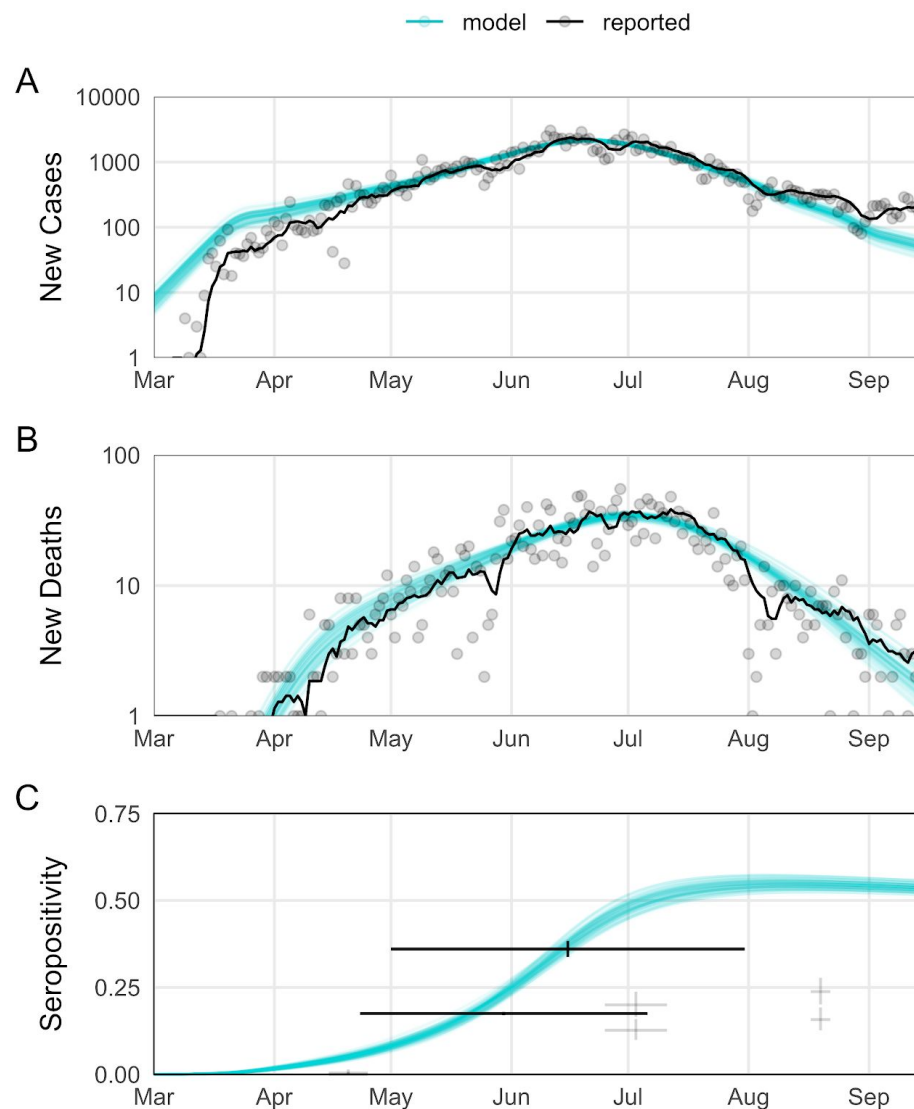 model reported
A
10000
1000
100
10
1
New Cases
Mar Apr May Jun Jul Aug Sep
B
100
10
1
New Deaths
Mar Apr May Jun Jul Aug Sep
C
0.75
0.50
0.25
0.00
Seropositivity
Mar Apr May Jun Jul Aug Sep